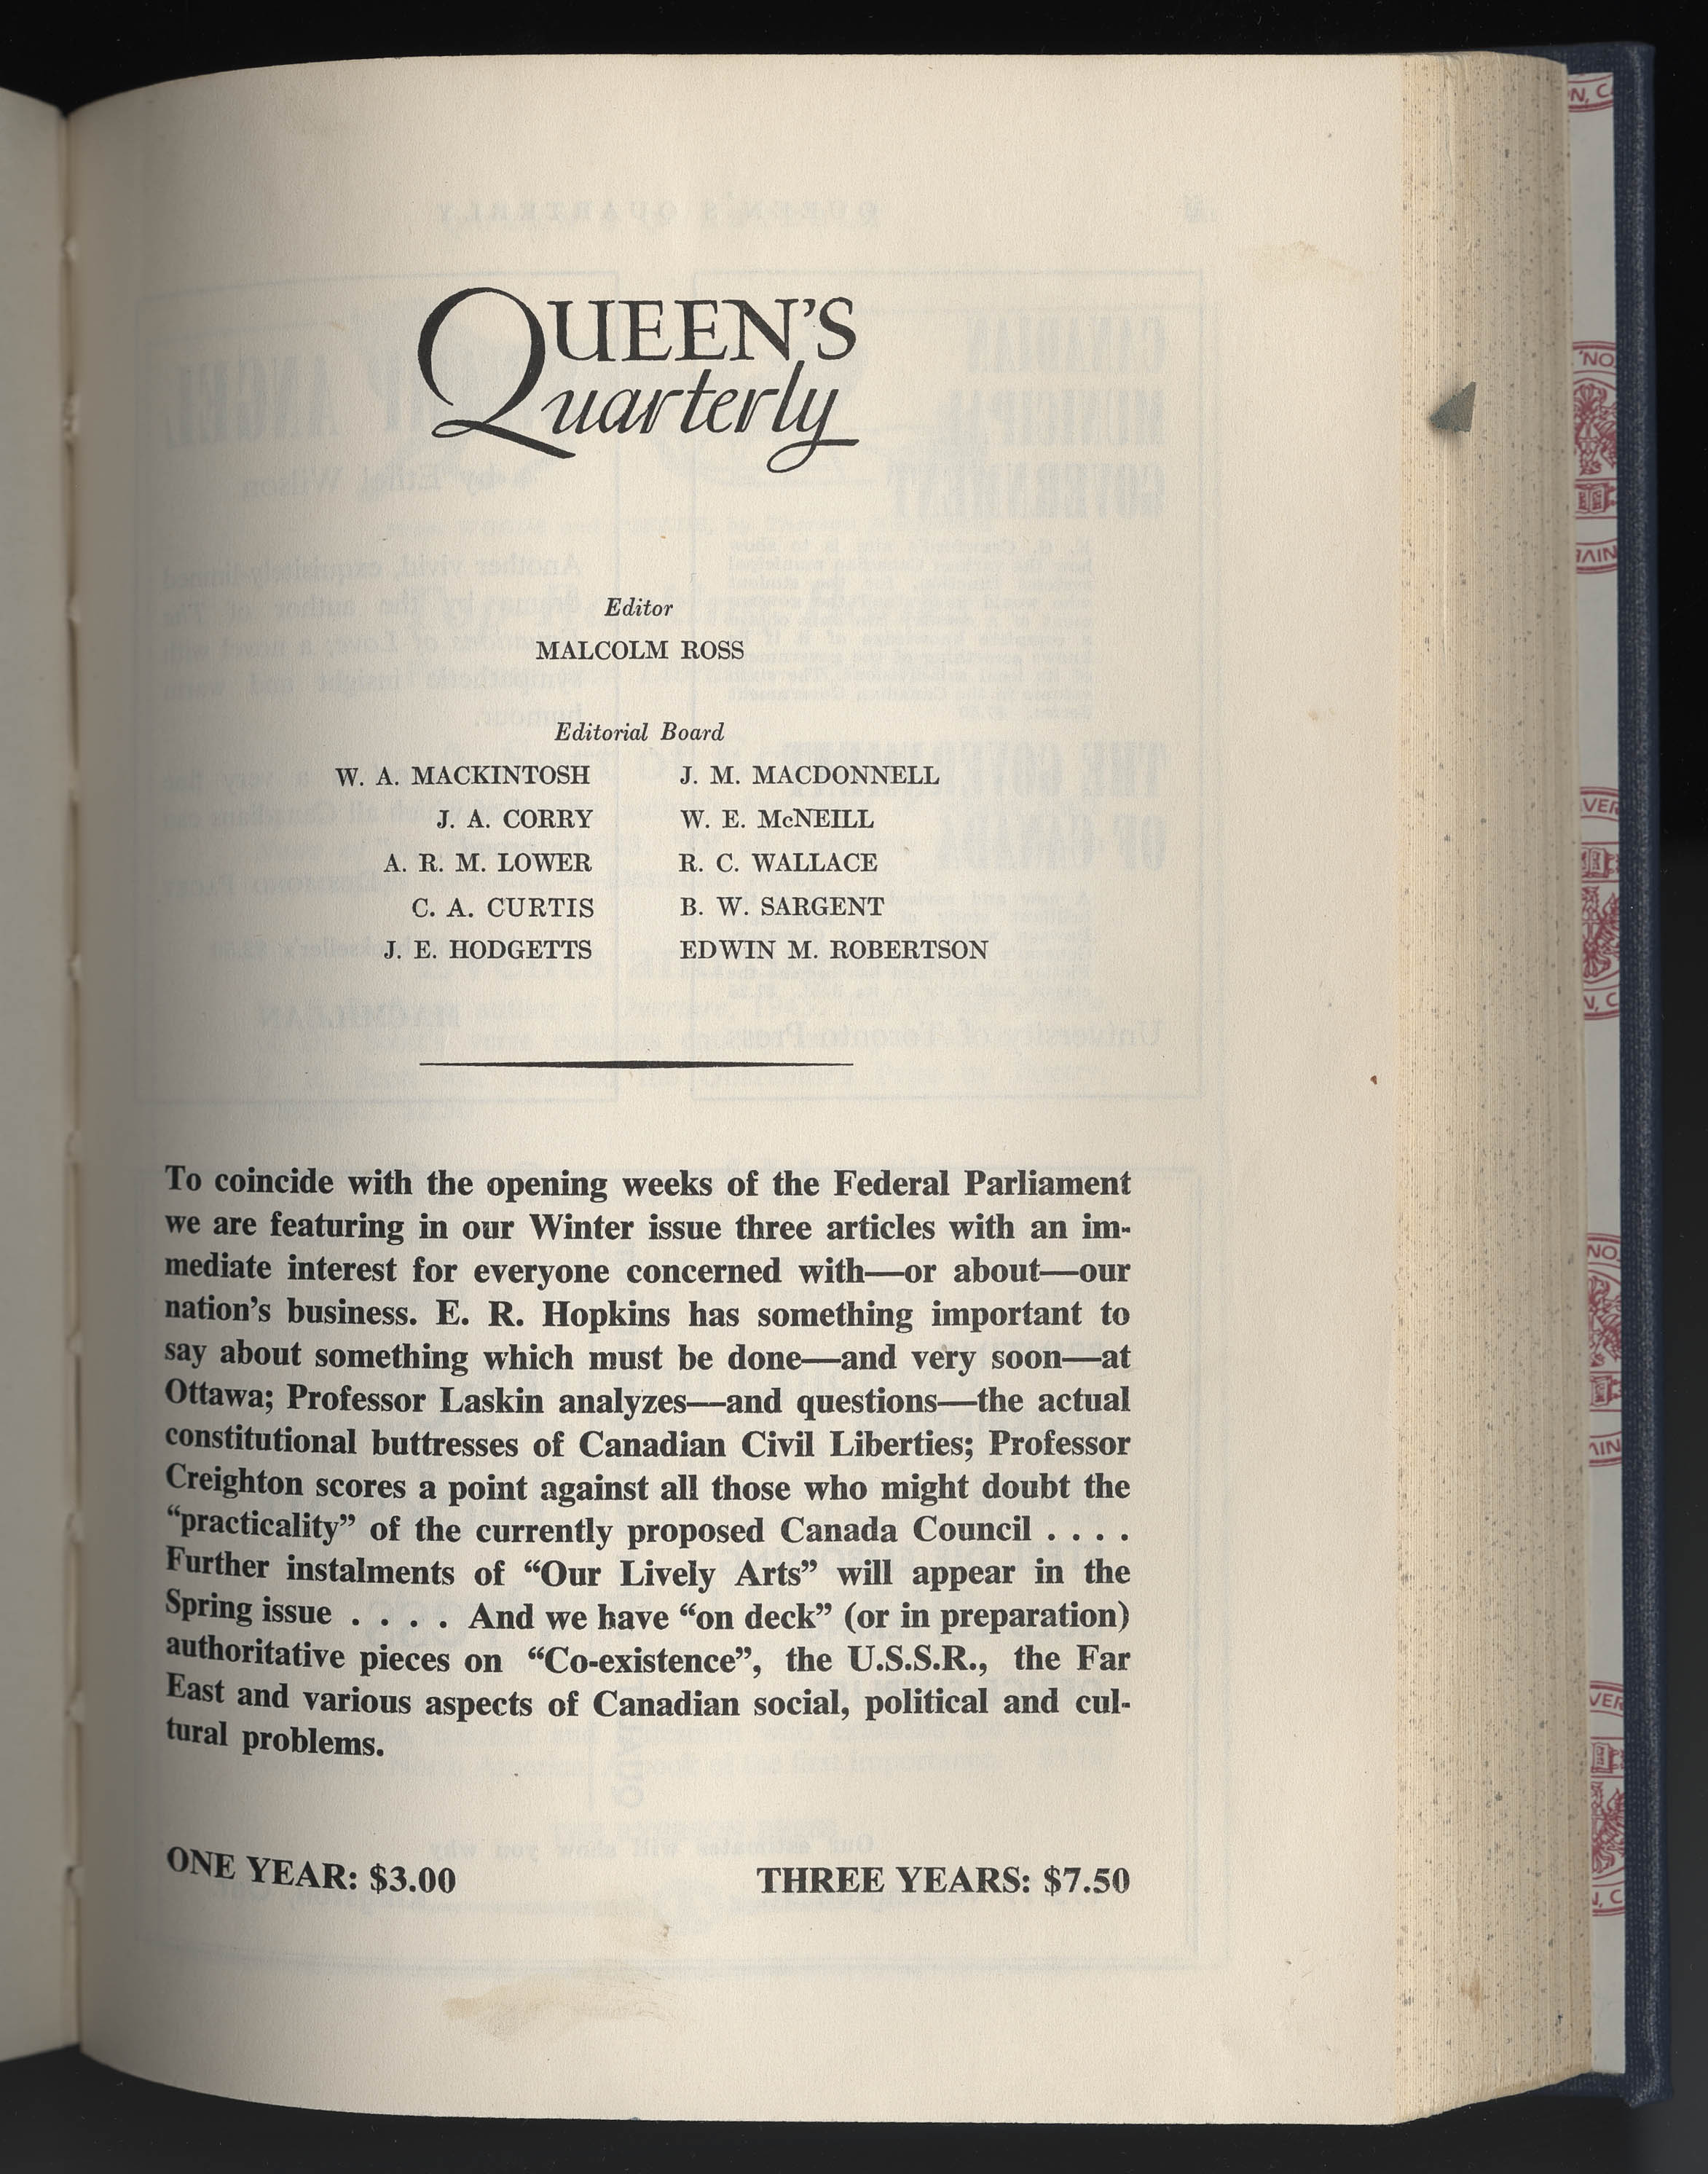 QUEEN'S
Quarterly
Editor
MALCOLM ROSS
Editorial Board
W. A. MACKINTOSH J. M. MACDONNELL
J. A. CORRY W. E. McNEILL
A. R. M. LOWER R. C. WALLACE
C. A. CURTIS B. W. SARGENT
J. E. HODGETTS EDWIN M. ROBERTSON
To coincide with the opening weeks of the Federal Parliament
we are featuring in our Winter issue three articles with an im-
mediate interest for everyone concerned with—or about—our
nation's business. E. R. Hopkins has something important to
say about something which must be done—and very soon—at
Ottawa; Professor Laskin analyzes—and questions—the actual
constitutional buttresses of Canadian Civil Liberties; Professor
Creighton scores a point against all those who might doubt the
“practicality” of the currently proposed Canada Council . . . .
Further instalments of “Our Lively Arts” will appear in the
Spring issue . . . . And we have “on deck” (or in preparation)
authoritative pieces on “Co-existence”, the U.S.S.R., the Far
East and various aspects of Canadian social, political and cul-
tural problems.
ONE YEAR: $3.00 THREE YEARS: $7.50